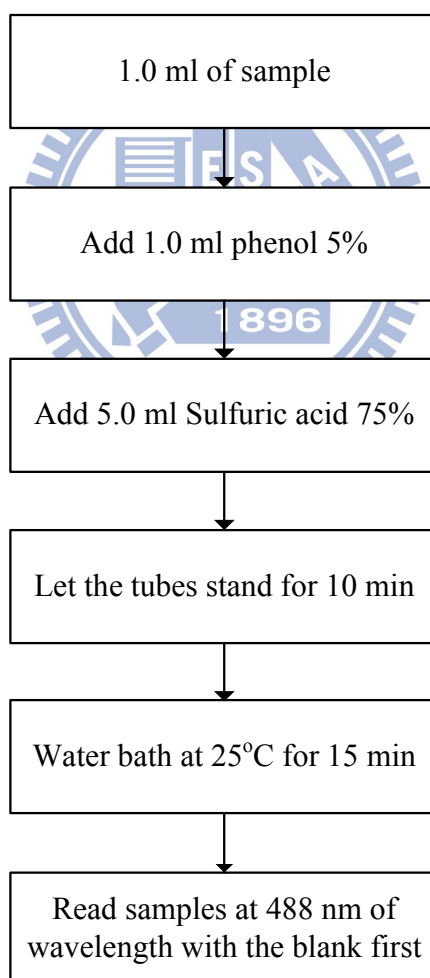 1.0 ml of sample
E S A
Add 1.0 ml phenol 5%
1896
Add 5.0 ml Sulfuric acid 75%
Let the tubes stand for 10 min
Water bath at 25°C for 15 min
Read samples at 488 nm of
wavelength with the blank first